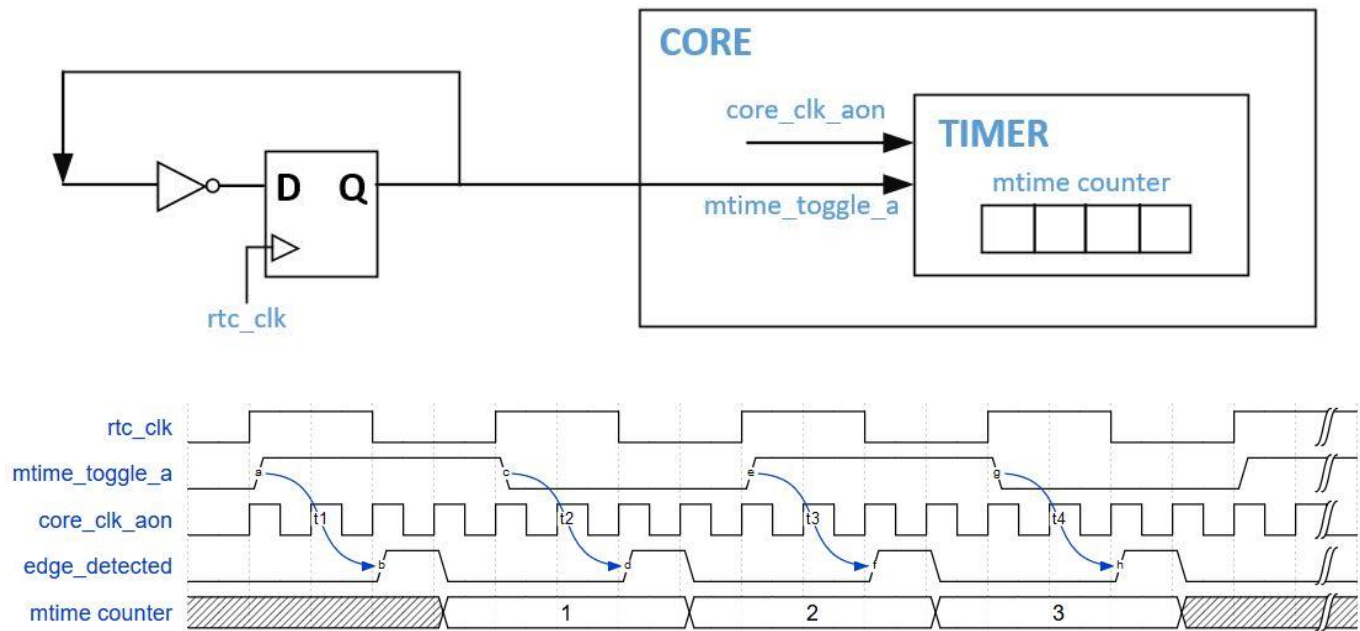 CORE
core_clk_aon
TIMER
D Q
mtime counter
mtime_toggle_a
rtc_clk
rtc_clk
mtime_toggle_a
a c e g
core_clk_aon
t1 t2 t3 t4
edge_detected
b d f h
mtime counter
1 2 3